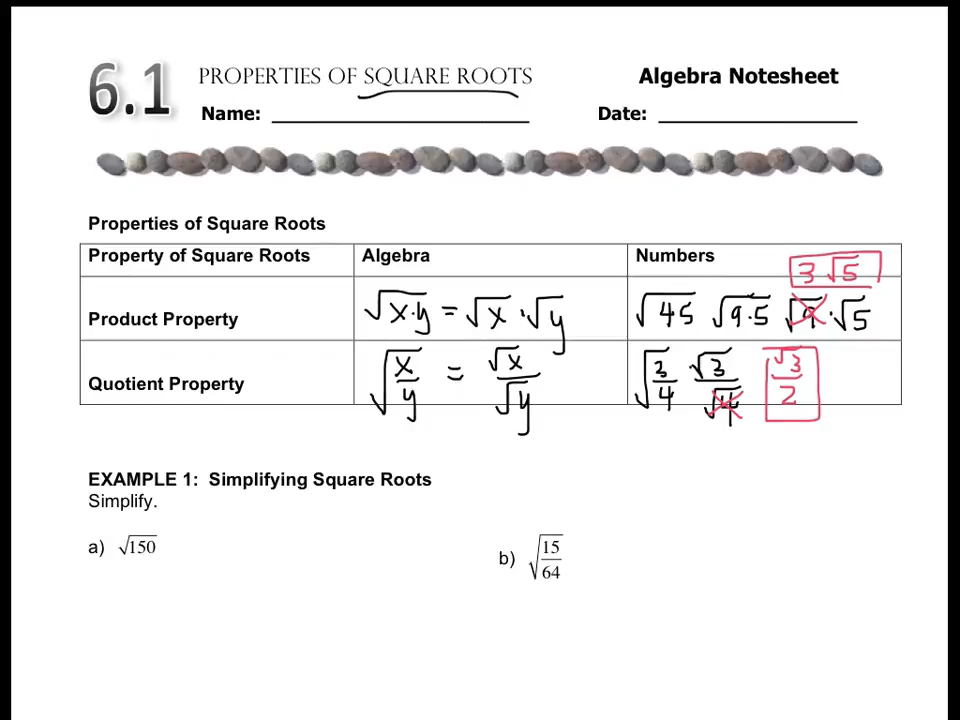 6.1 PROPERTIES OF SQUARE ROOTS Algebra Notesheet
Name: Date:
Properties of Square Roots
Property of Square Roots Algebra Numbers
3√5
Product Property √x·y = √x · √y √45 √9·5 √9 · √5
Quotient Property √(x/y) = √x/√y √(3/4) √3/√4 √3/2
EXAMPLE 1: Simplifying Square Roots
Simplify.
a) √150 b) √(15/64)